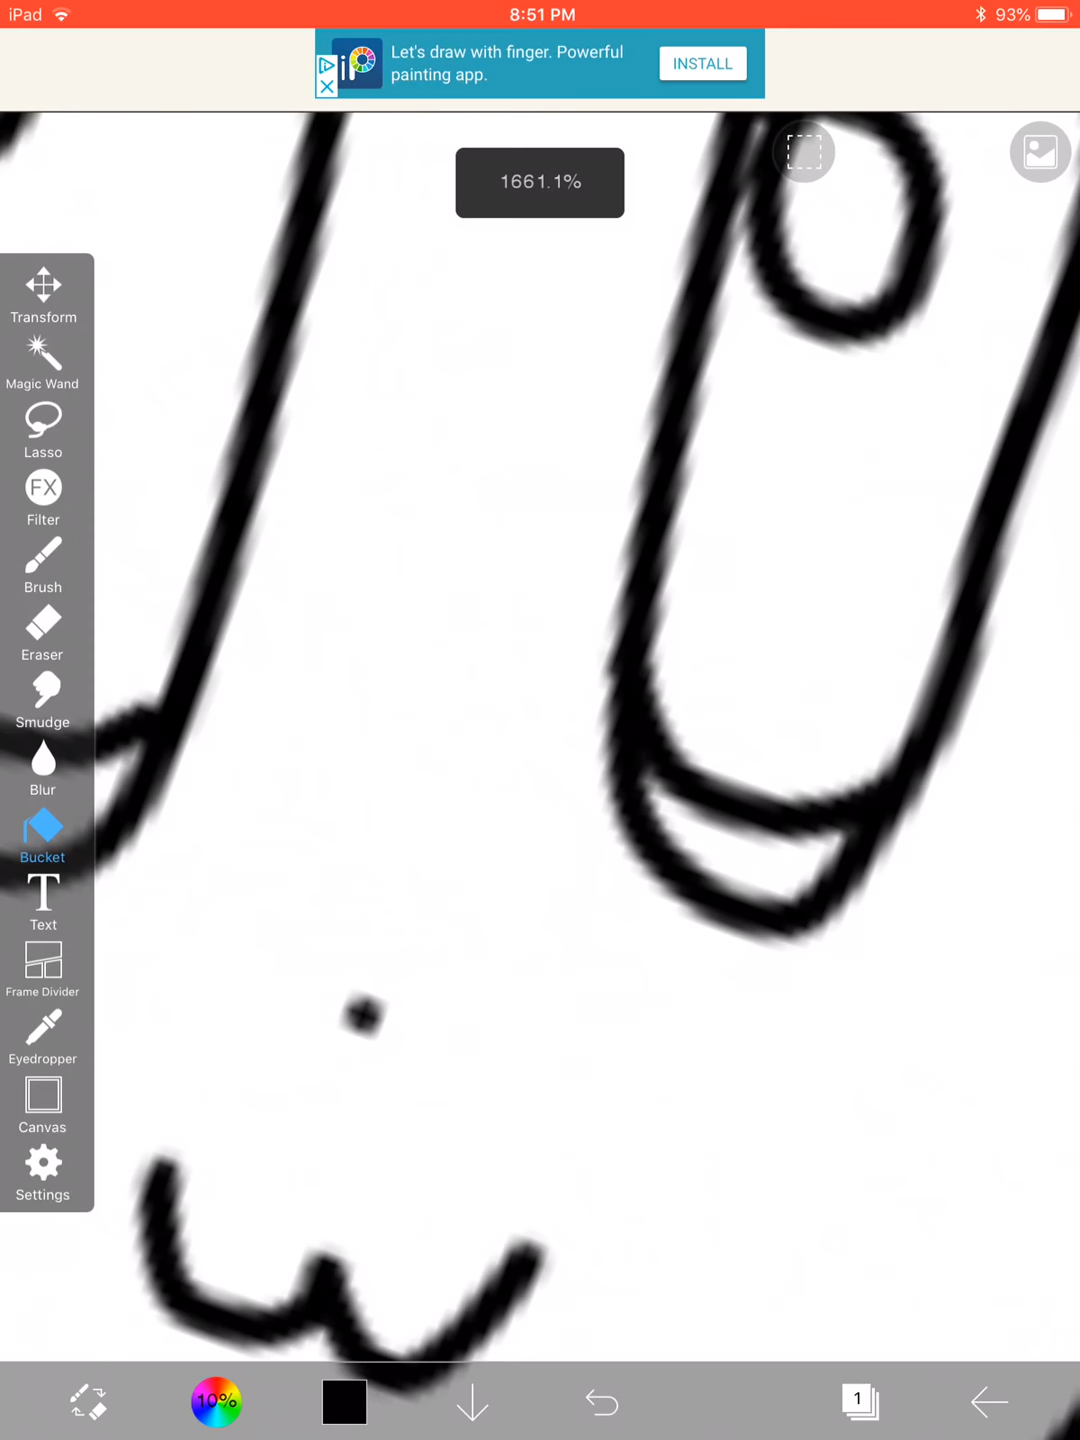 iPad
8:51 PM
93%
Let's draw with finger. Powerful
painting app.
INSTALL
iP
1661.1%
Transform
Magic Wand
Lasso
FX
Filter
Brush
Eraser
Smudge
Blur
Bucket
T
Text
Frame Divider
Eyedropper
Canvas
Settings
10%
1